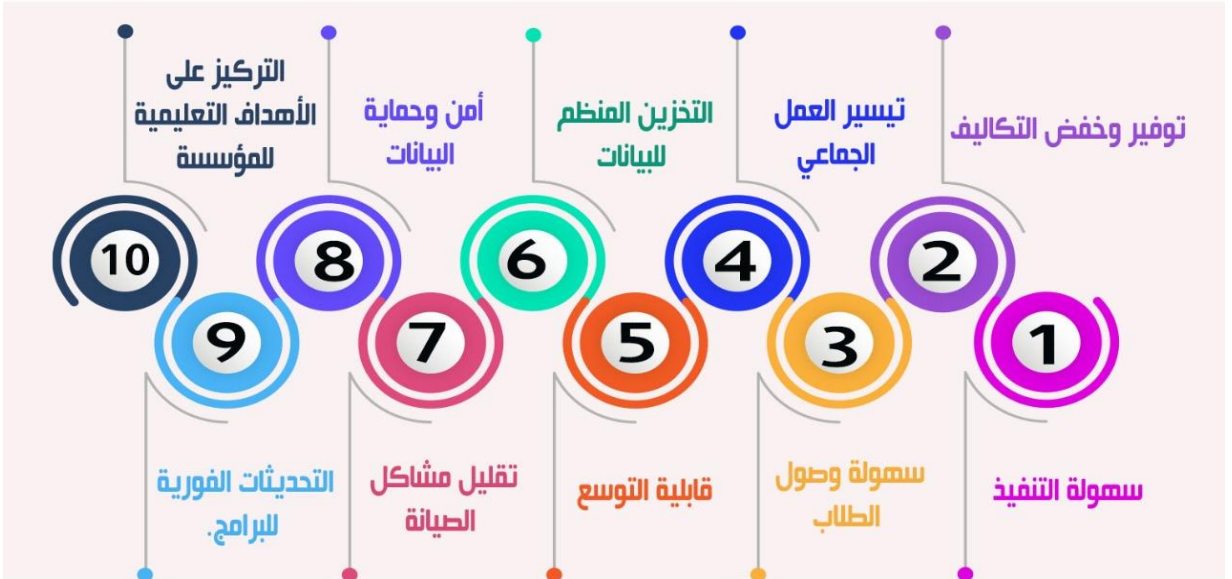 1
سهولة التنفيذ
2
توفير وخفض التكاليف
3
سهولة وصول
الطلاب
4
تيسير العمل
الجماعي
5
قابلية التوسع
6
التخزين المنظم
للبيانات
7
تقليل مشاكل
الصيانة
8
أمن وحماية
البيانات
9
التحديثات الفورية
للبرامج.
10
التركيز على
الأهداف التعليمية
للمؤسسة